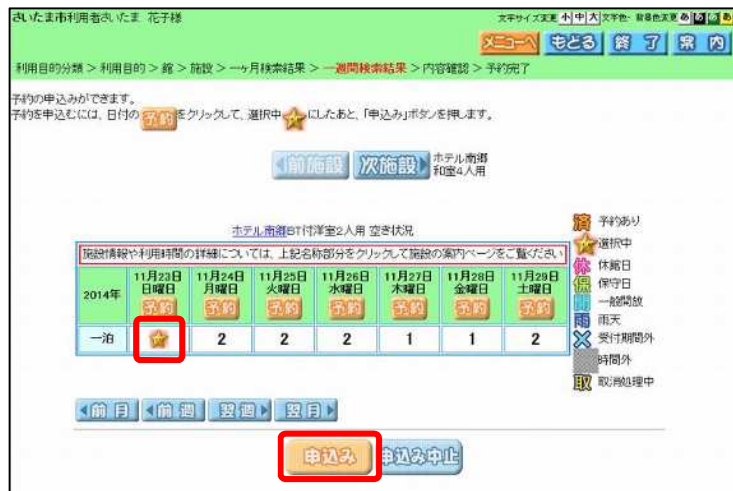 さいたま市利用者さいたま 花子様
文字サイズ変更 小 中 大 文字色・背景色変更 あ あ あ あ
メニューへ もどる 終了 案内
利用目的分類 > 利用目的 > 館 > 施設 > 一ヶ月検索結果 > 一週間検索結果 > 内容確認 > 予約完了
予約の申込みができます。
予約を申込むには、日付の 予約 をクリックして、選択中 にしたあと、「申込み」ボタンを押します。
前施設 次施設 ホテル南郷
和室4人用
ホテル南郷BT付洋室2人用 空き状況
施設情報や利用時間の詳細については、上記名称部分をクリックして施設の案内ページをご覧ください
2014年 11月23日 11月24日 11月25日 11月26日 11月27日 11月28日 11月29日
日曜日 月曜日 火曜日 水曜日 木曜日 金曜日 土曜日
予約 予約 予約 予約 予約 予約 予約
一泊 2 2 2 1 1 2
済 予約あり
選択中
休 休館日
保 保守日
一般開放
雨 雨天
受付期間外
時間外
取 取消処理中
前月 前週 翌週 翌月
申込み 申込み中止